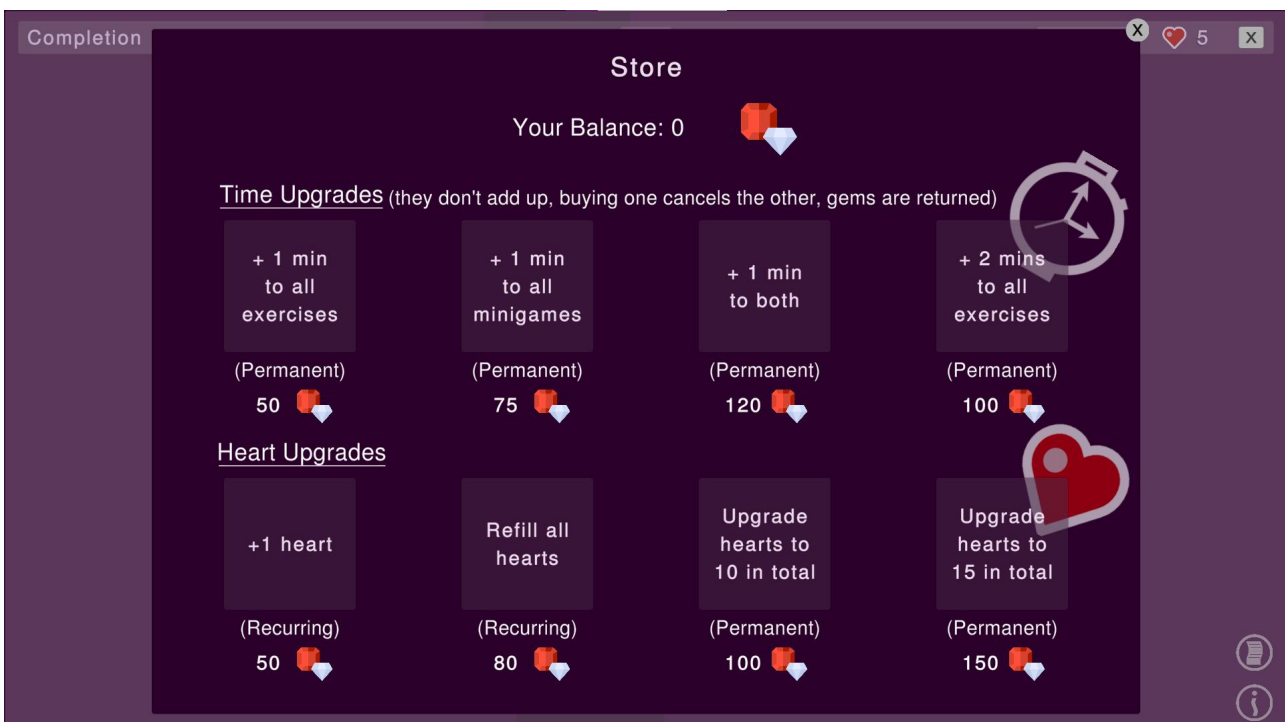 Completion
5
X
X
Store
Your Balance: 0
Time Upgrades (they don't add up, buying one cancels the other, gems are returned)
+ 1 min
to all
exercises
(Permanent)
50
+ 1 min
to all
minigames
(Permanent)
75
+ 1 min
to both
(Permanent)
120
+ 2 mins
to all
exercises
(Permanent)
100
Heart Upgrades
+1 heart
(Recurring)
50
Refill all
hearts
(Recurring)
80
Upgrade
hearts to
10 in total
(Permanent)
100
Upgrade
hearts to
15 in total
(Permanent)
150
i